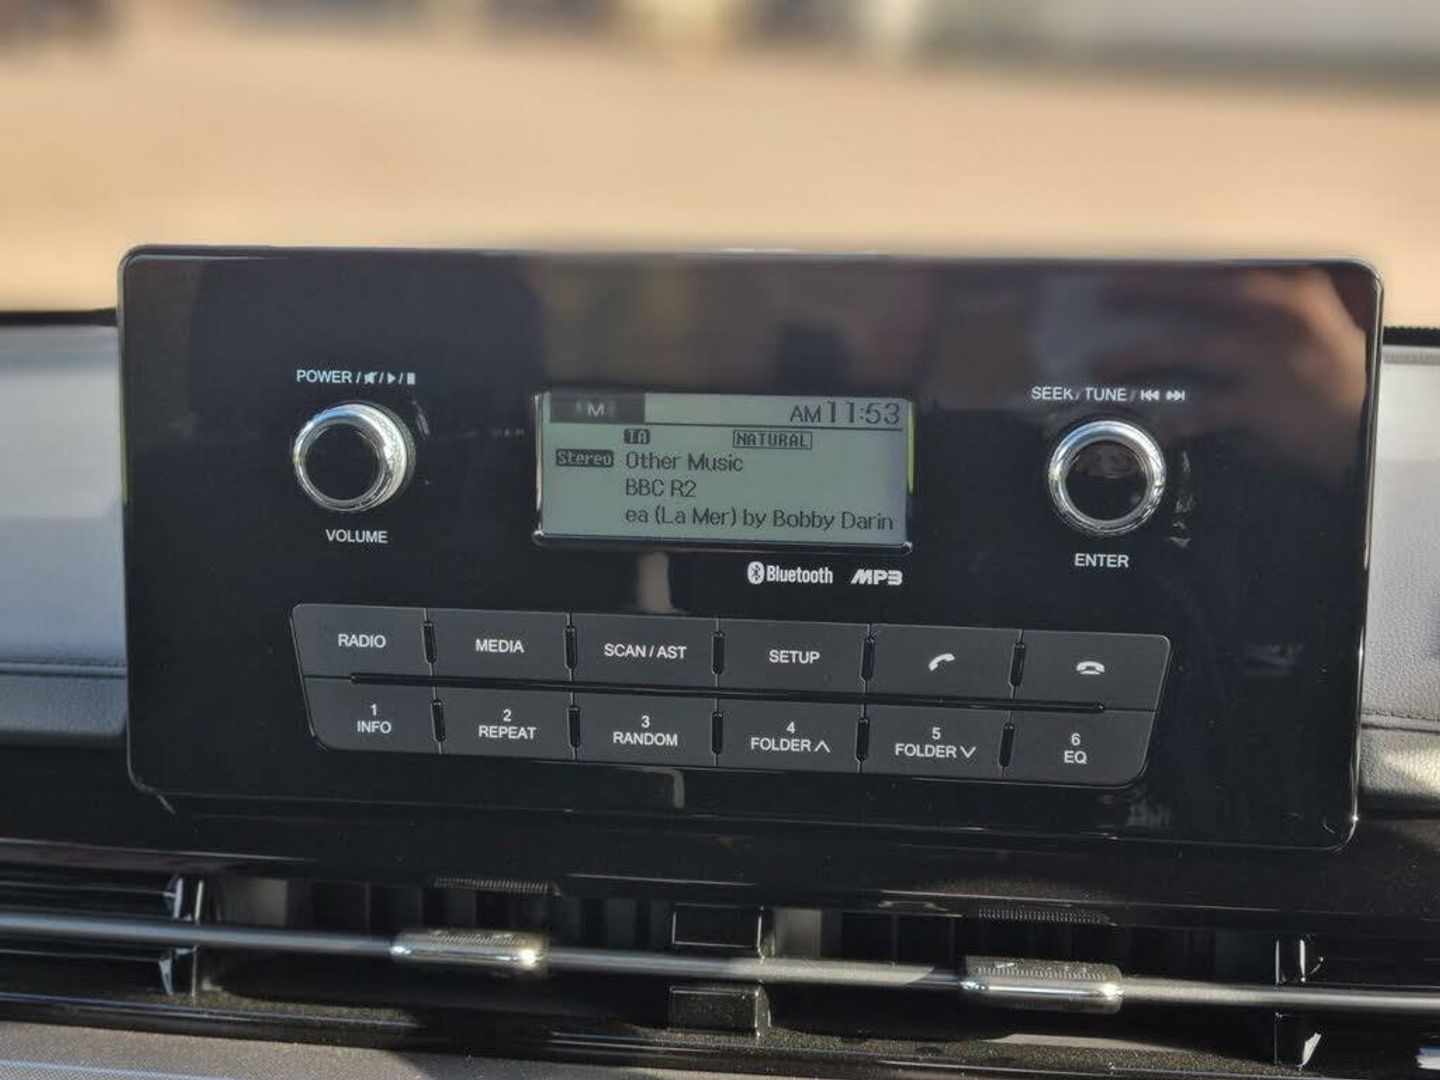 POWER /
SEEK / TUNE /
FM AM 11:53
TA NATURAL
Stereo Other Music
BBC R2
ea (La Mer) by Bobby Darin
VOLUME
ENTER
Bluetooth MP3
RADIO MEDIA SCAN / AST SETUP
1 INFO 2 REPEAT 3 RANDOM 4 FOLDER 5 FOLDER 6 EQ